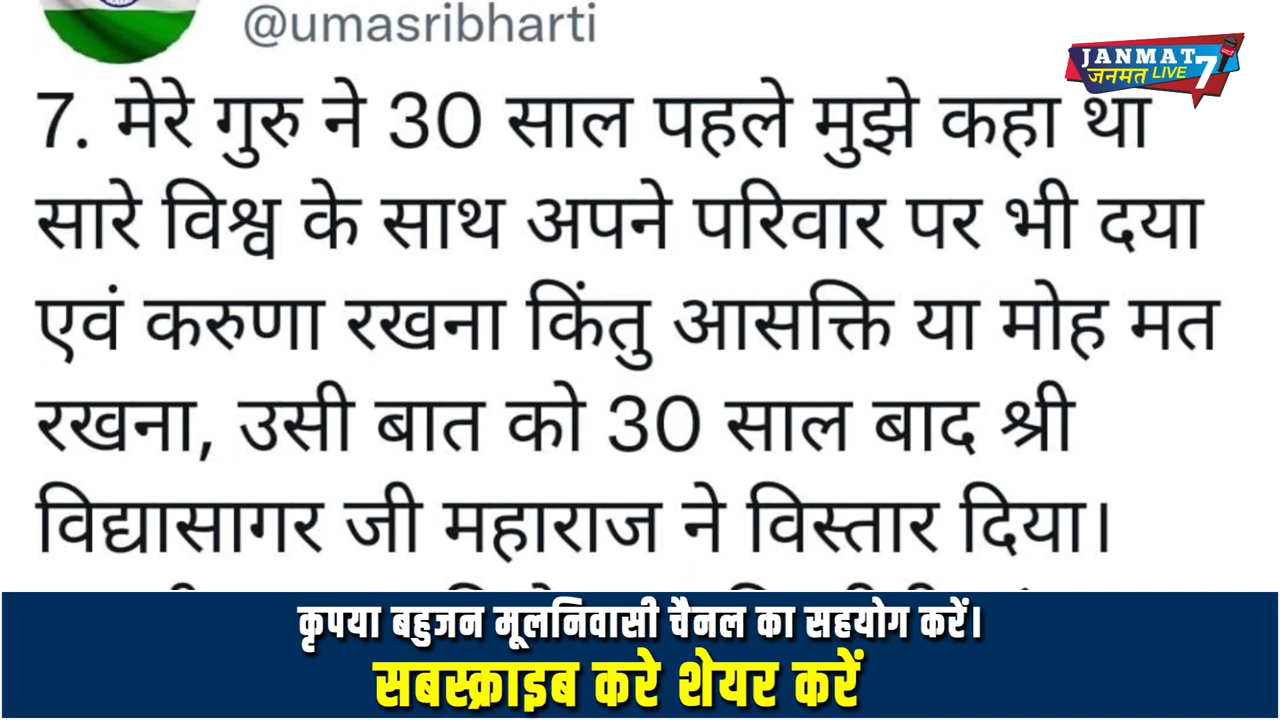 @umasribharti
JANMAT
जनमत LIVE 7
7. मेरे गुरु ने 30 साल पहले मुझे कहा था
सारे विश्व के साथ अपने परिवार पर भी दया
एवं करुणा रखना किंतु आसक्ति या मोह मत
रखना, उसी बात को 30 साल बाद श्री
विद्यासागर जी महाराज ने विस्तार दिया।
कृपया बहुजन मूलनिवासी चैनल का सहयोग करें।
सबस्क्राइब करे शेयर करें